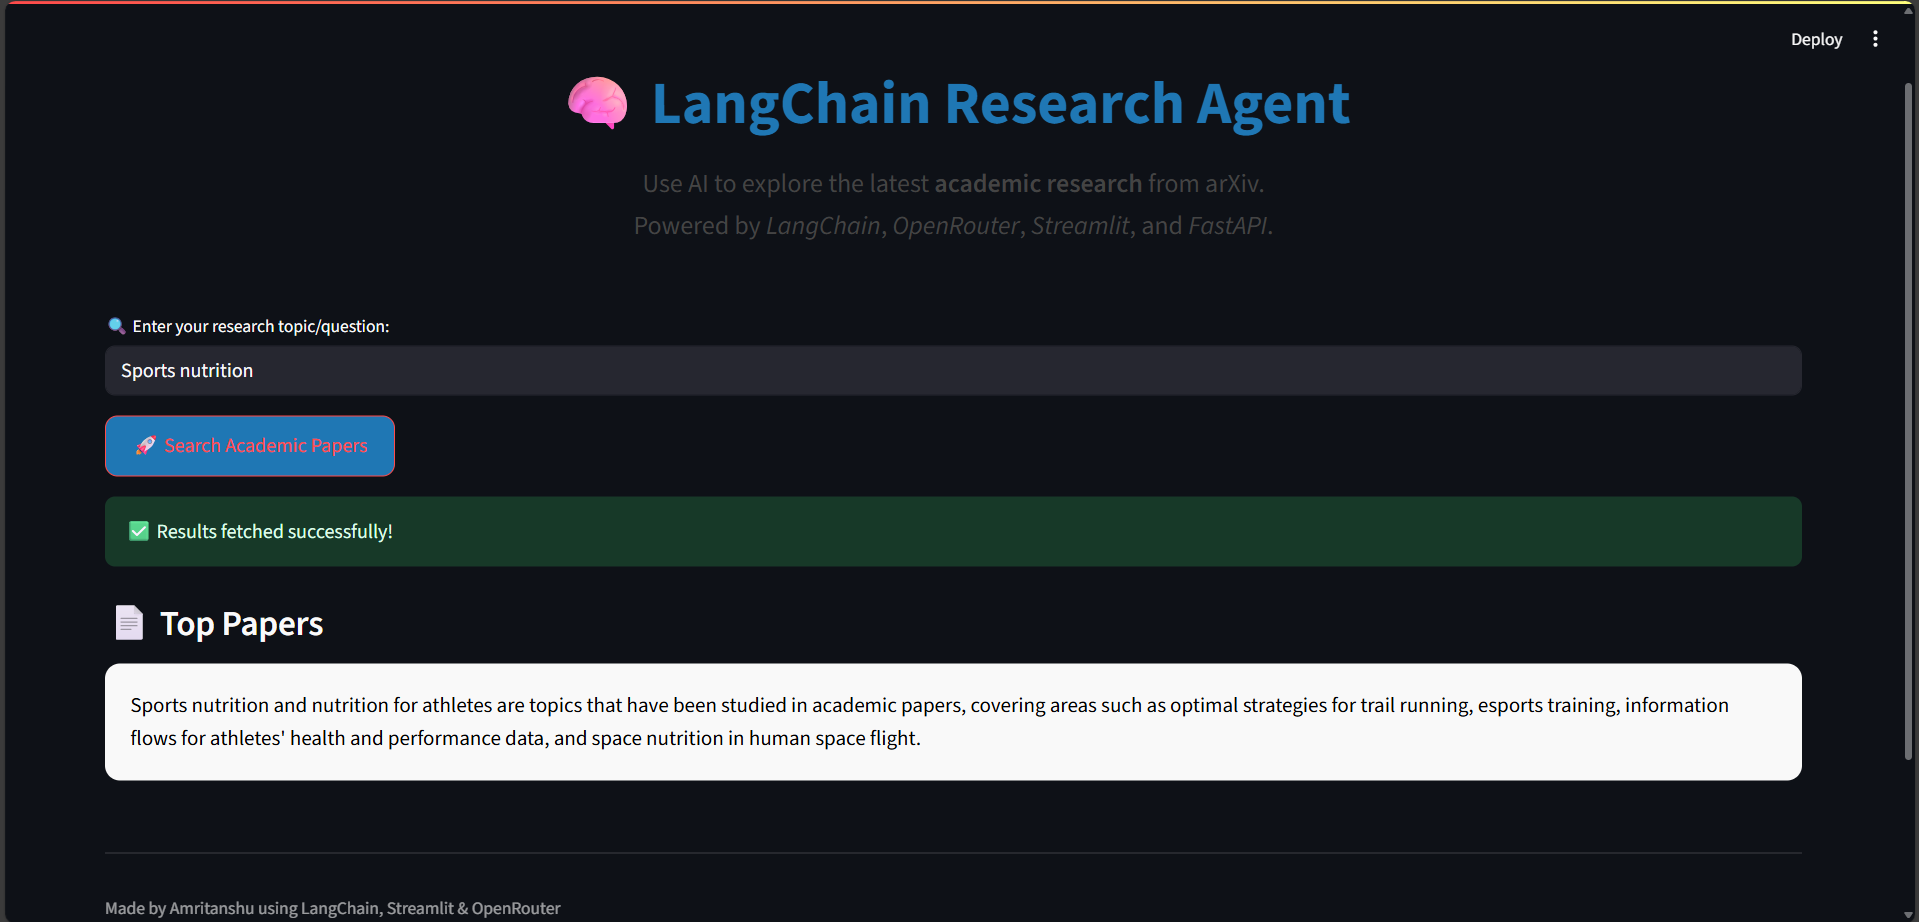 Deploy
LangChain Research Agent
Use AI to explore the latest academic research from arXiv.
Powered by LangChain, OpenRouter, Streamlit, and FastAPI.
Enter your research topic/question:
Sports nutrition
Search Academic Papers
Results fetched successfully!
Top Papers
Sports nutrition and nutrition for athletes are topics that have been studied in academic papers, covering areas such as optimal strategies for trail running, esports training, information
flows for athletes' health and performance data, and space nutrition in human space flight.
Made by Amritanshu using LangChain, Streamlit & OpenRouter